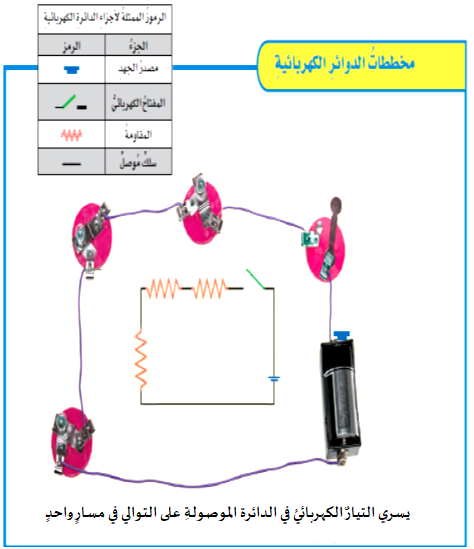 مخططاتُ الدوائر الكهربائية
الرموزُ الممثلةُ لأجزاءِ الدائرة الكهربائيةِ
الجزءُ الرمز
مصدرُ الجهدِ
المفتاحُ الكهربائيُّ
المقاومةُ
سلكٌ مُوصلٌ
يسري التيارُ الكهربائيُّ في الدائرة الموصولةِ على التوالي في مسارٍ واحدٍ